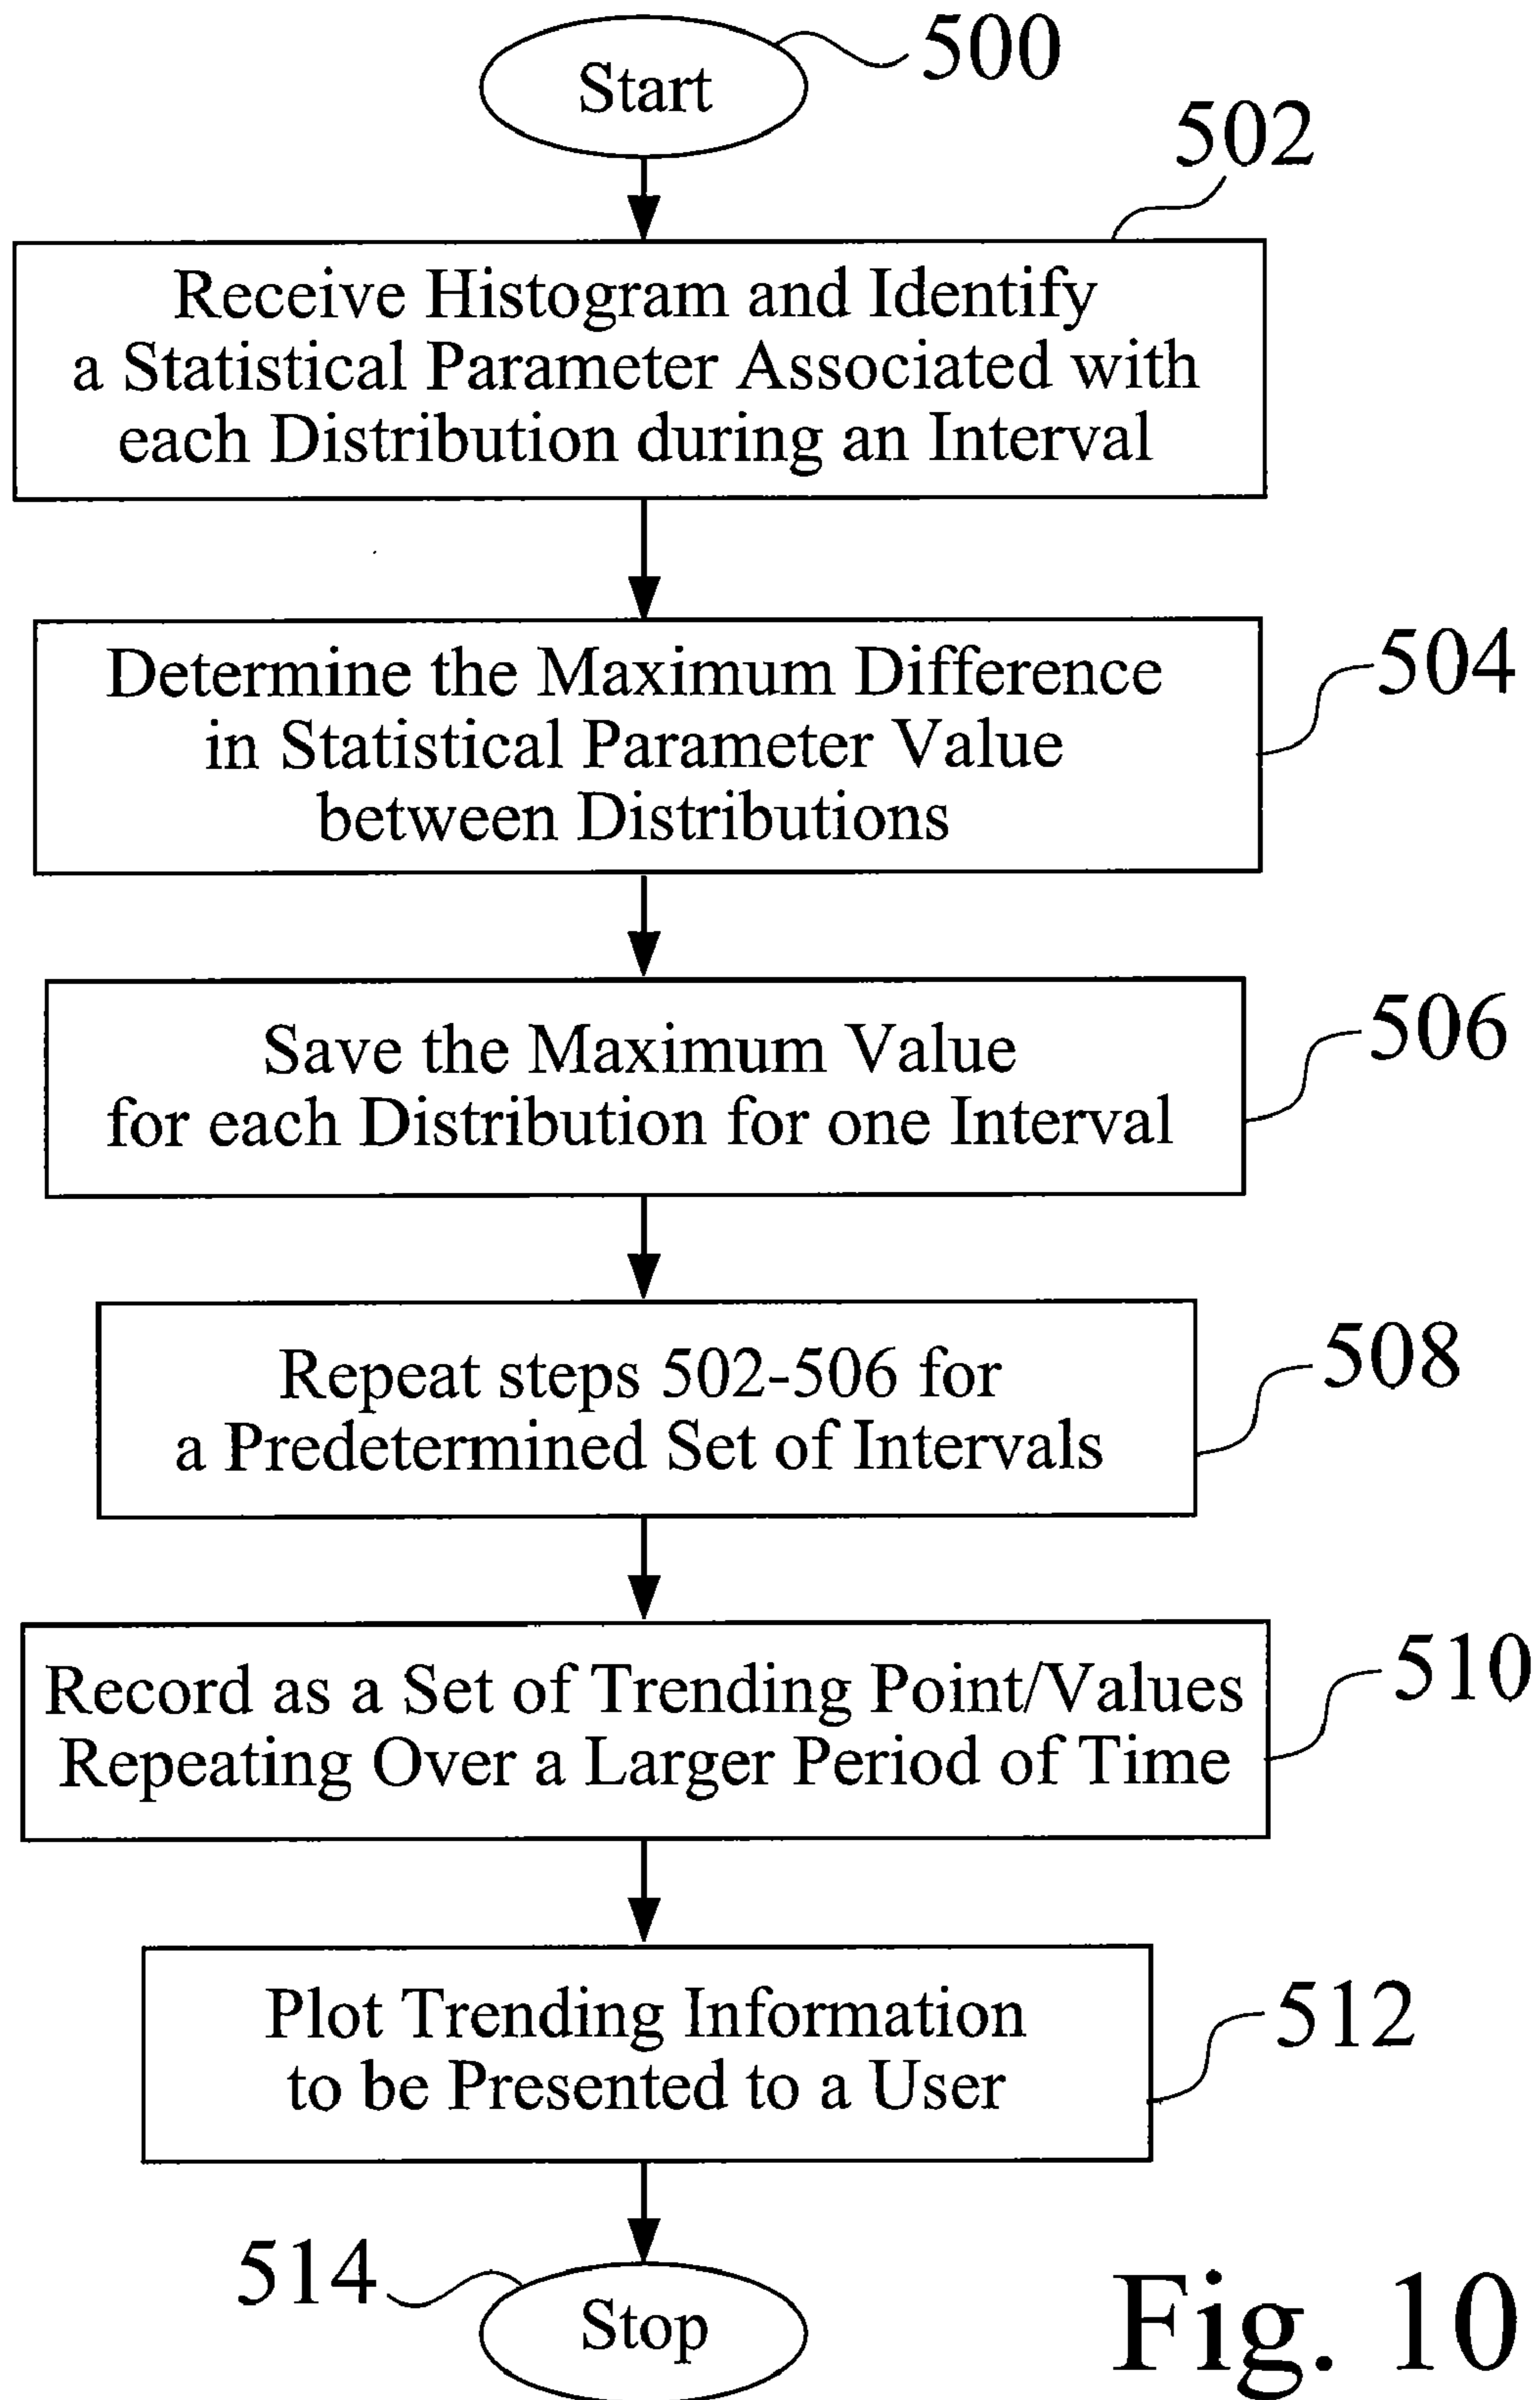 Start
500
502
Receive Histogram and Identify
a Statistical Parameter Associated with
each Distribution during an Interval
Determine the Maximum Difference
in Statistical Parameter Value
between Distributions
504
Save the Maximum Value
for each Distribution for one Interval
506
Repeat steps 502-506 for
a Predetermined Set of Intervals
508
Record as a Set of Trending Point/Values
Repeating Over a Larger Period of Time
510
Plot Trending Information
to be Presented to a User
512
514
Stop
Fig. 10